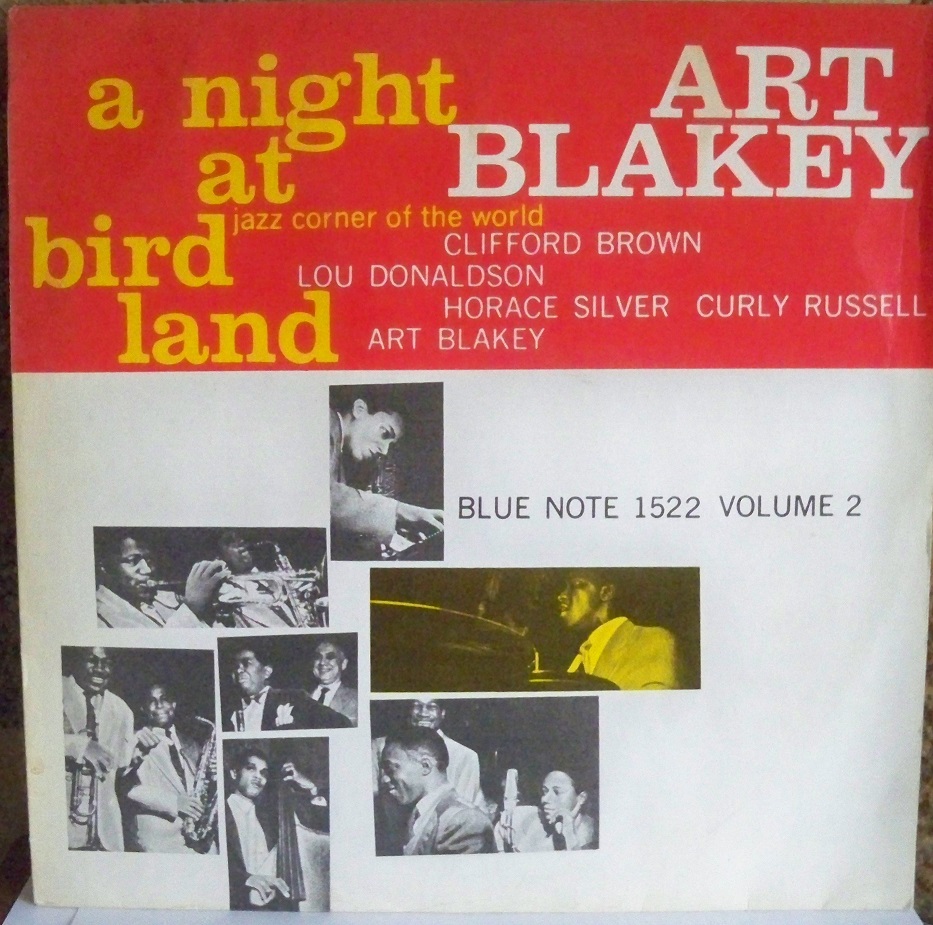 a night
at
bird
land
ART
BLAKEY
jazz corner of the world
CLIFFORD BROWN
LOU DONALDSON
HORACE SILVER CURLY RUSSELL
ART BLAKEY
BLUE NOTE 1522 VOLUME 2